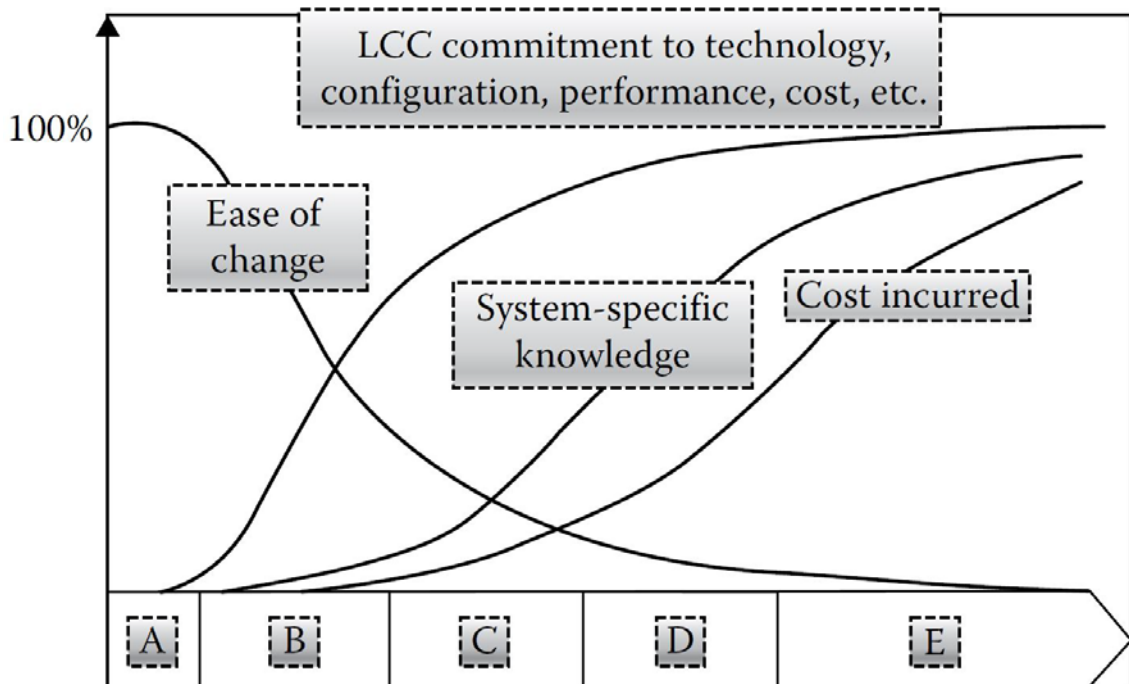 LCC commitment to technology,
configuration, performance, cost, etc.
100%
Ease of
change
System-specific
knowledge
Cost incurred
A
B
C
D
E